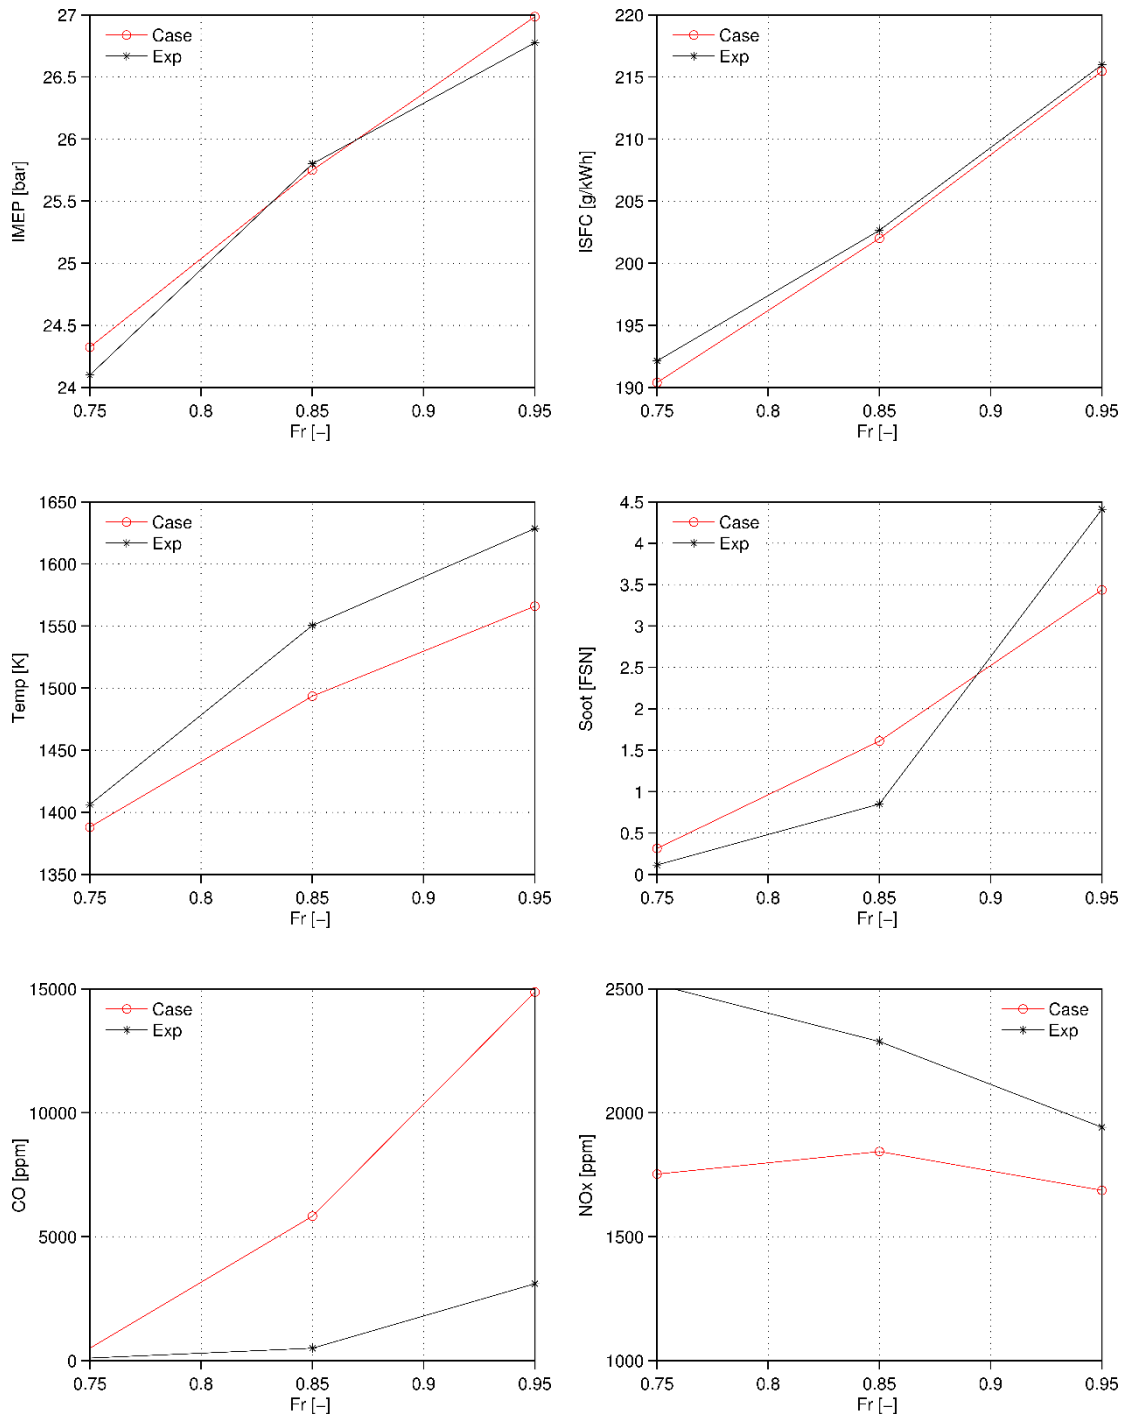 27
26.5
26
25.5
25
24.5
24
IMEP [bar]
Case
Exp
0.75 0.8 0.85 0.9 0.95
Fr [−]
220
215
210
205
200
195
190
ISFC [g/kWh]
Case
Exp
0.75 0.8 0.85 0.9 0.95
Fr [−]
1650
1600
1550
1500
1450
1400
1350
Temp [K]
Case
Exp
0.75 0.8 0.85 0.9 0.95
Fr [−]
4.5
4
3.5
3
2.5
2
1.5
1
0.5
0
Soot [FSN]
Case
Exp
0.75 0.8 0.85 0.9 0.95
Fr [−]
15000
10000
5000
0
CO [ppm]
Case
Exp
0.75 0.8 0.85 0.9 0.95
Fr [−]
2500
2000
1500
1000
NOx [ppm]
Case
Exp
0.75 0.8 0.85 0.9 0.95
Fr [−]